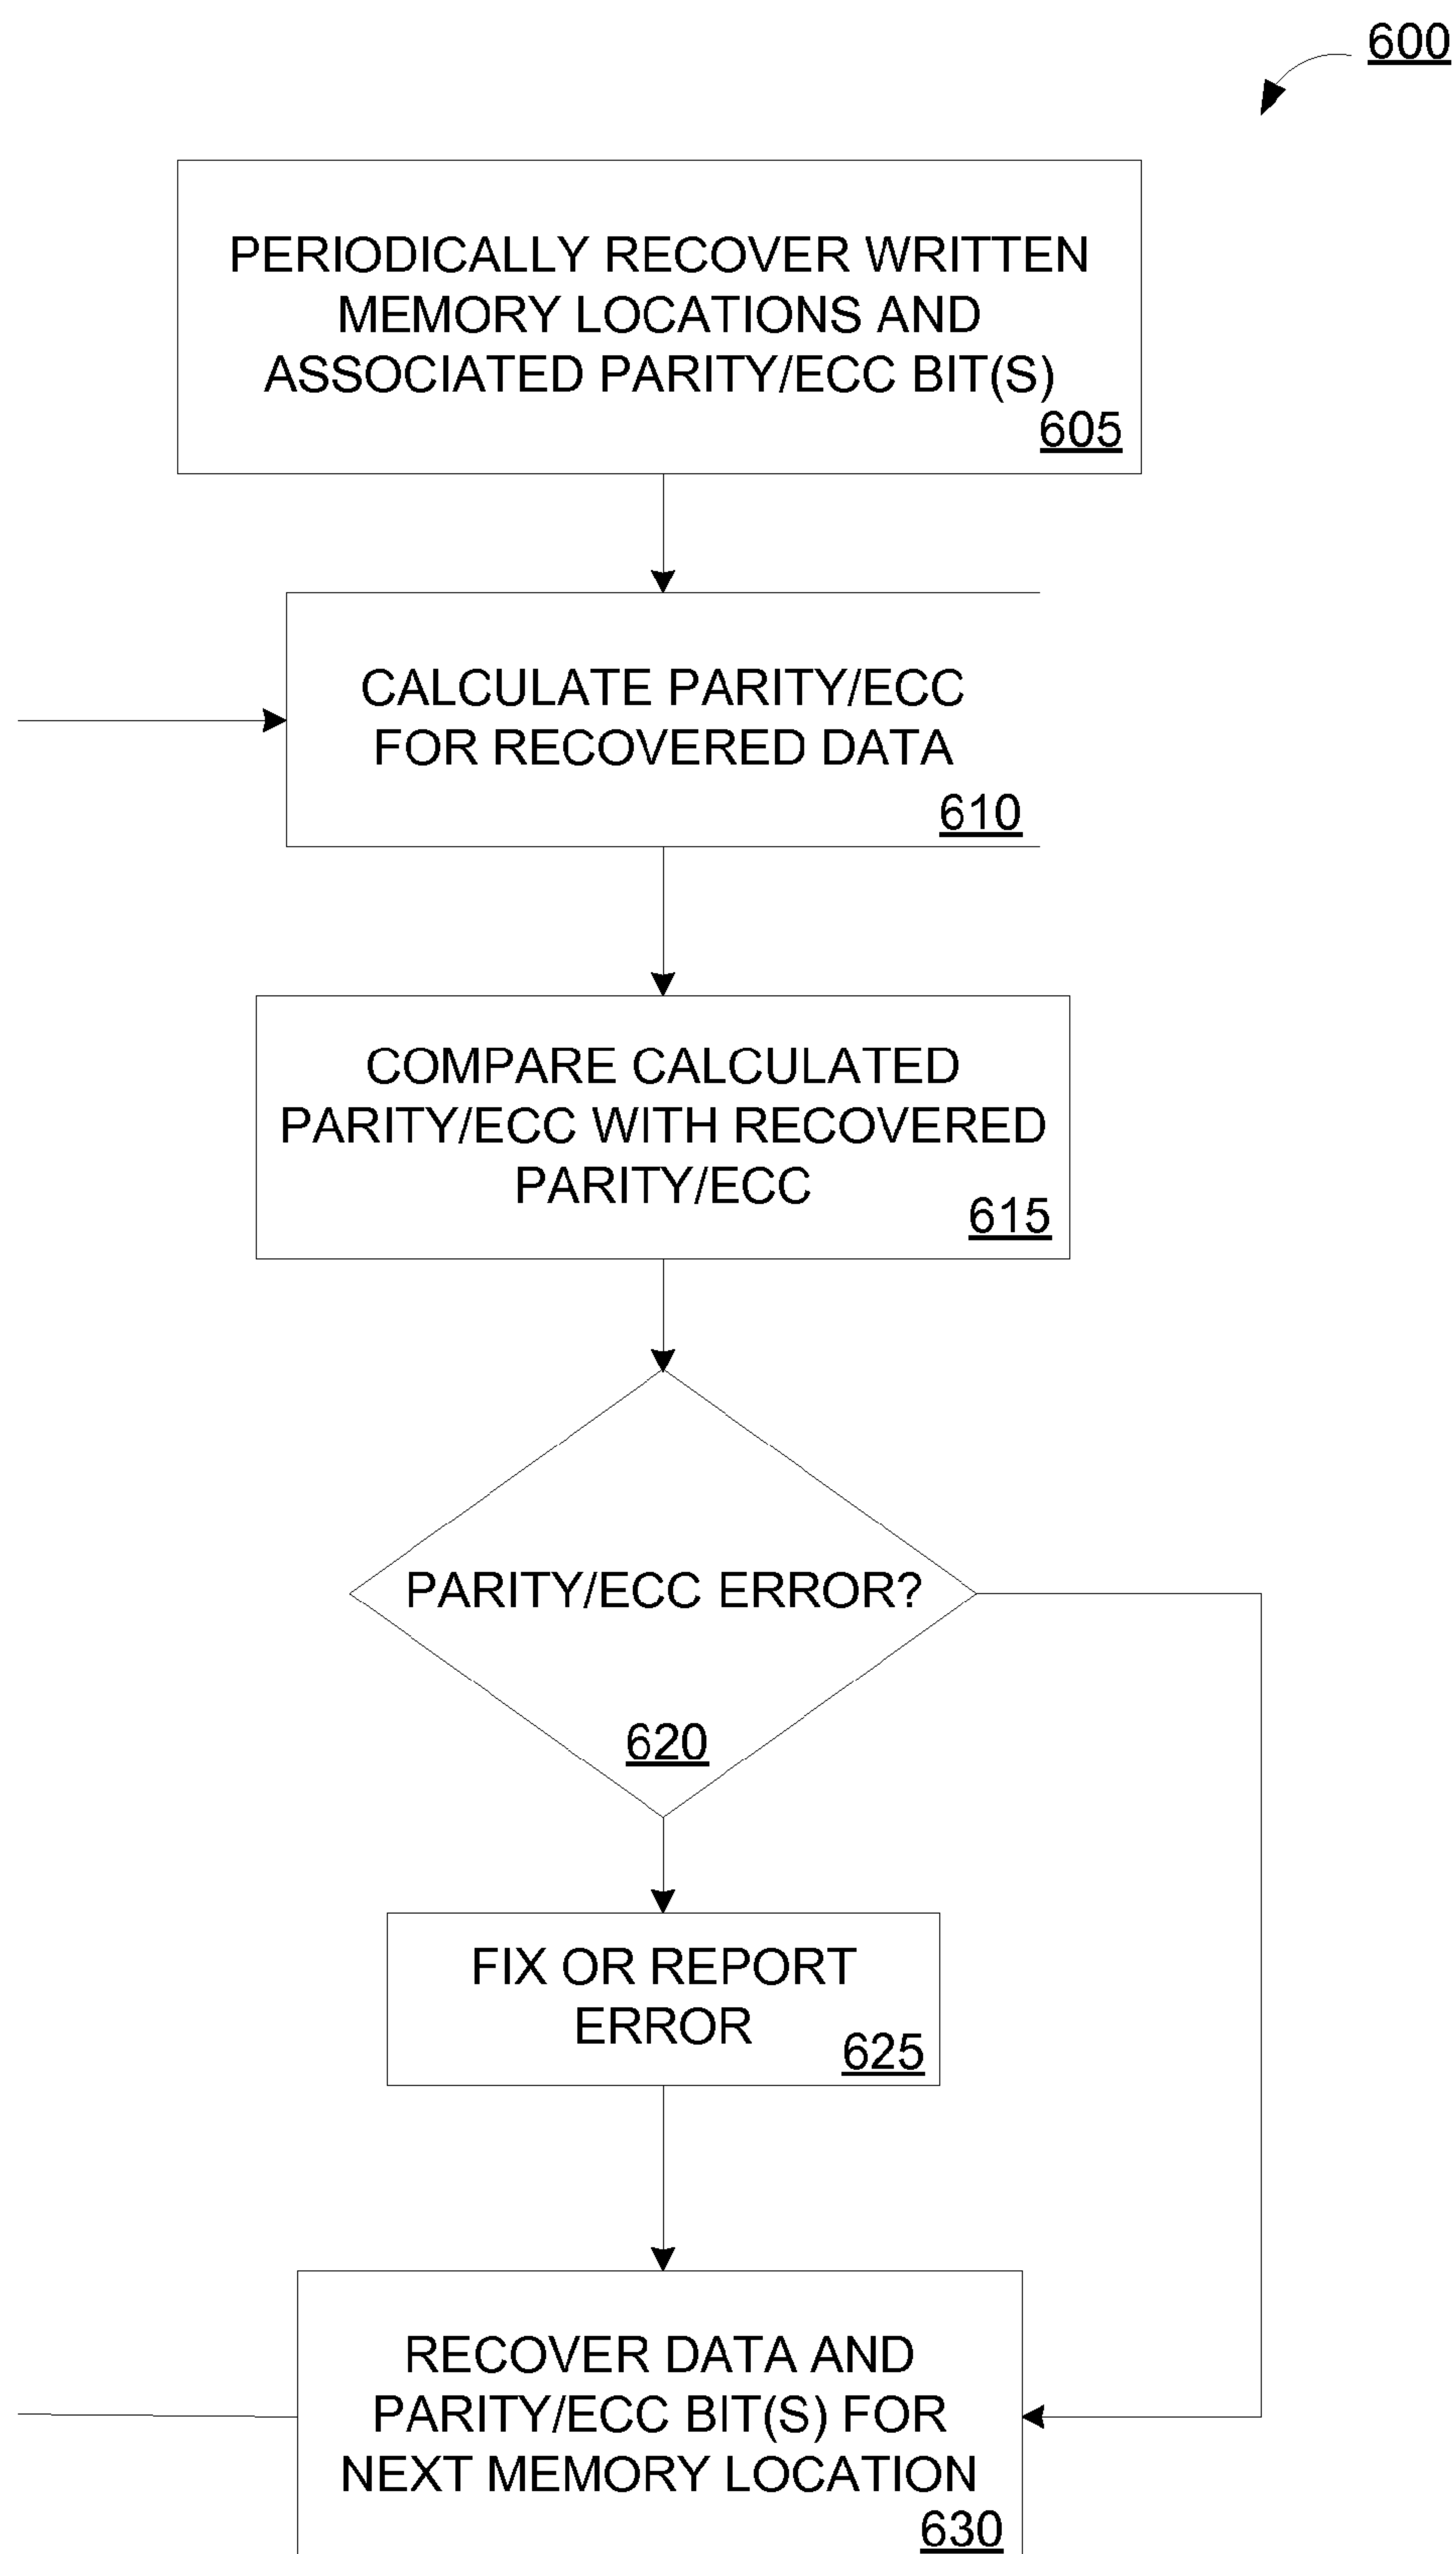 600
PERIODICALLY RECOVER WRITTEN
MEMORY LOCATIONS AND
ASSOCIATED PARITY/ECC BIT(S)
605
CALCULATE PARITY/ECC
FOR RECOVERED DATA
610
COMPARE CALCULATED
PARITY/ECC WITH RECOVERED
PARITY/ECC
615
PARITY/ECC ERROR?
620
FIX OR REPORT
ERROR
625
RECOVER DATA AND
PARITY/ECC BIT(S) FOR
NEXT MEMORY LOCATION
630